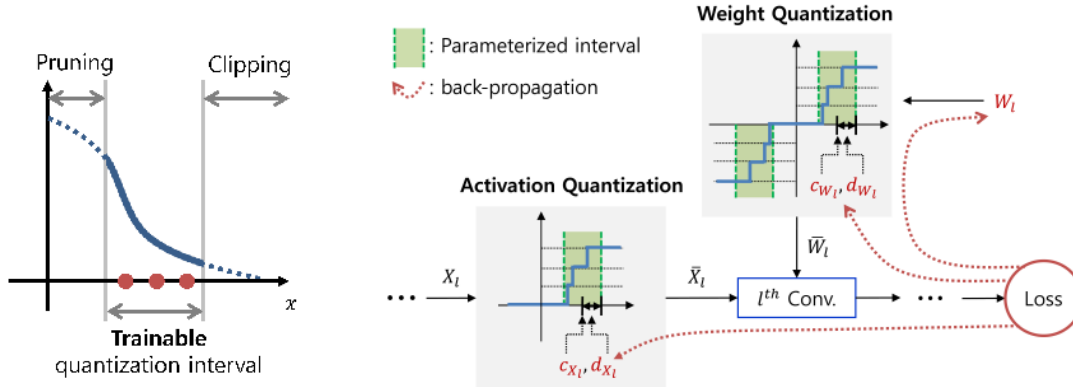 Pruning
Clipping
x
Trainable
quantization interval
: Parameterized interval
: back-propagation
Weight Quantization
W_l
c_{W_l}, d_{W_l}
Activation Quantization
W̄_l
X_l
X̄_l
l^{th} Conv.
Loss
c_{X_l}, d_{X_l}